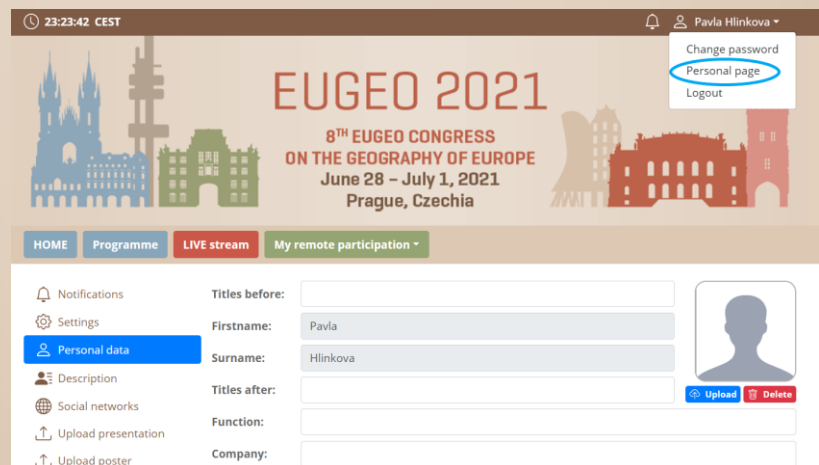 23:23:42 CEST
Pavla Hlinkova
Change password
Personal page
Logout
EUGEO 2021
8TH EUGEO CONGRESS
ON THE GEOGRAPHY OF EUROPE
June 28 – July 1, 2021
Prague, Czechia
HOME Programme LIVE stream My remote participation
Notifications
Settings
Personal data
Description
Social networks
Upload presentation
Upload poster
Titles before:
Firstname: Pavla
Surname: Hlinkova
Titles after:
Function:
Company:
Upload Delete